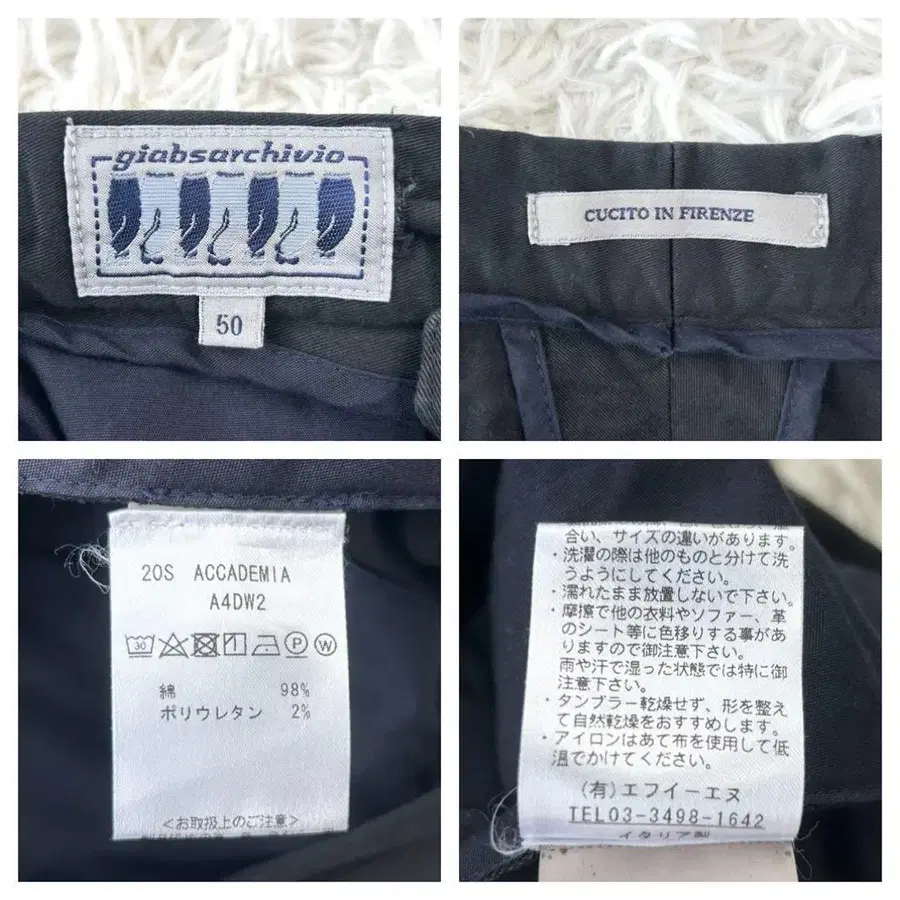 giabsarchivio
50
CUCITO IN FIRENZE
20S ACCADEMIA
A4DW2
30
P
W
綿 98%
ポリウレタン 2%
<お取扱上のご注意>
合い、サイズの違いがあります。
・洗濯の際は他のものと分けて洗
うようにしてください。
・濡れたまま放置しないで下さい。
・摩擦で他の衣料やソファー、革
のシート等に色移りする事があ
りますので御注意下さい。
雨や汗で湿った状態では特に御
注意下さい。
・タンブラー乾燥せず、形を整え
て自然乾燥をおすすめします。
・アイロンはあて布を使用して低
温でかけてください。
(有)エフイーエヌ
TEL03-3498-1642
イタリア製